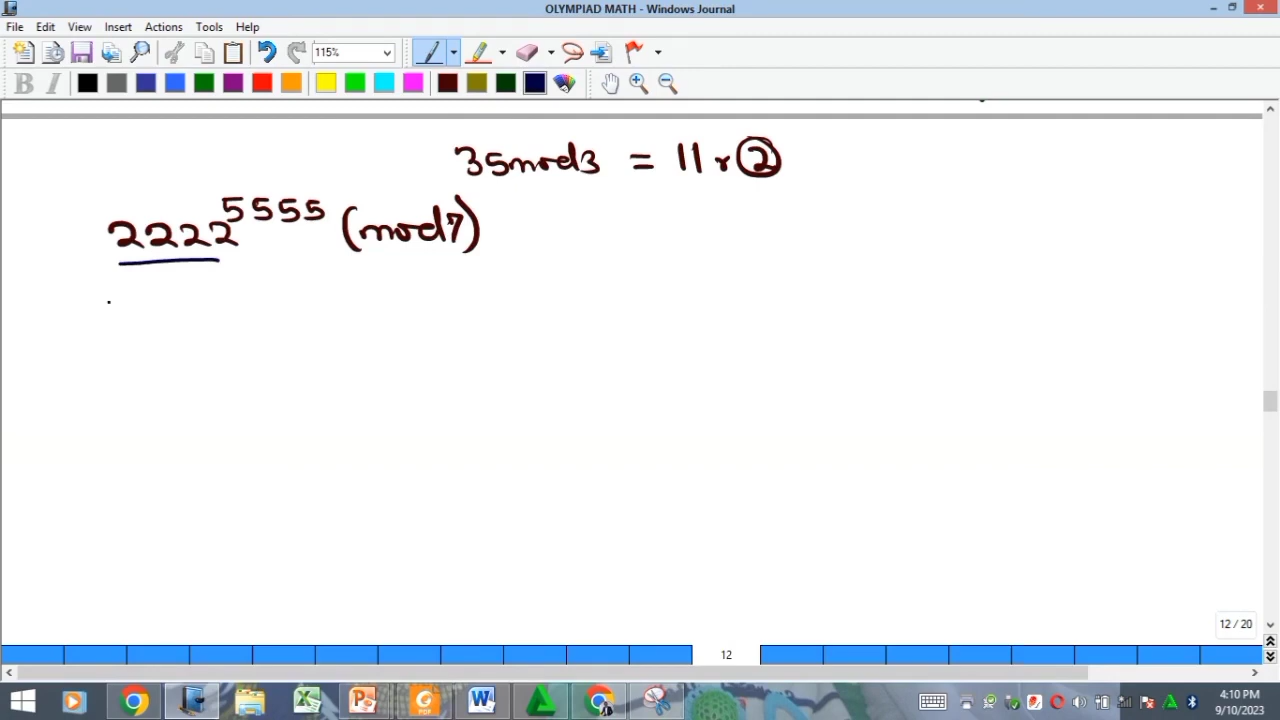 OLYMPIAD MATH - Windows Journal
File Edit View Insert Actions Tools Help
115%
B I
35mod3 = 11 r 2
2222^5555 (mod7)
12 / 20
12
4:10 PM
9/10/2023